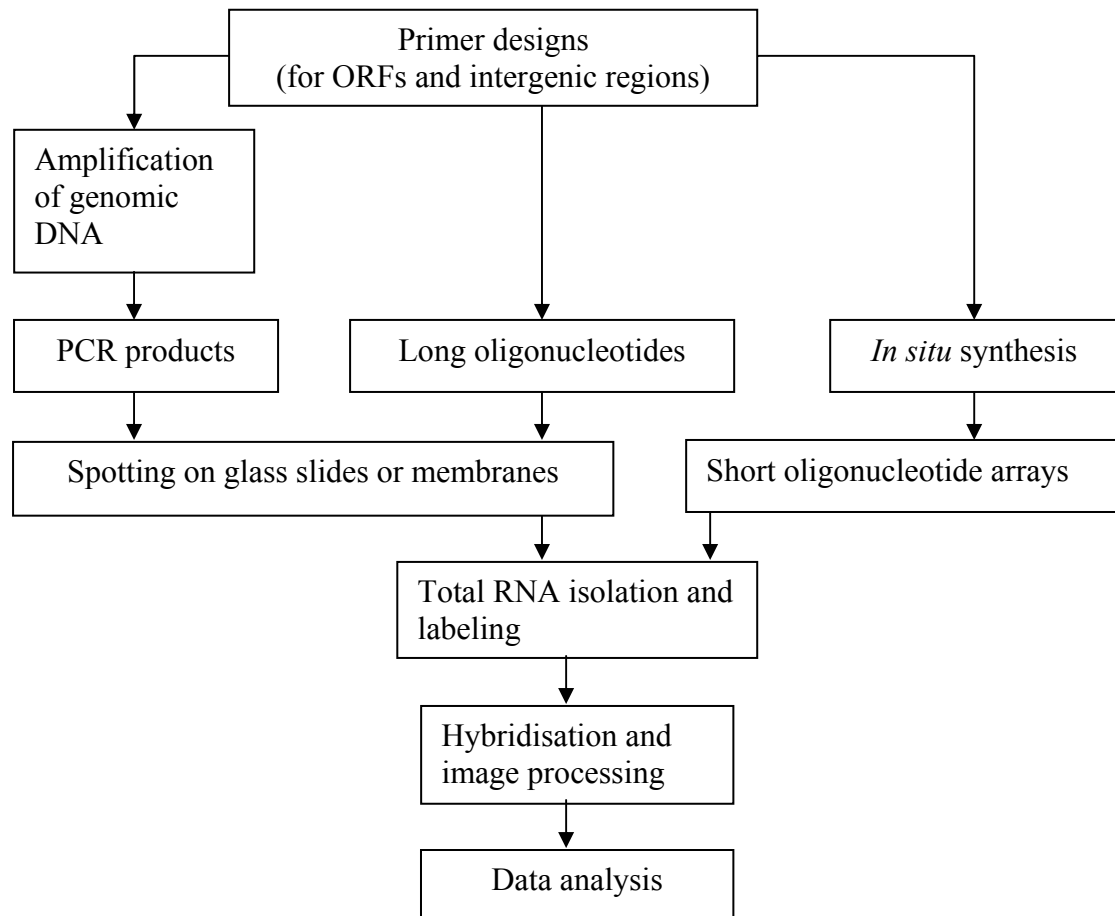 Primer designs
(for ORFs and intergenic regions)
Amplification
of genomic
DNA
PCR products
Long oligonucleotides
In situ synthesis
Spotting on glass slides or membranes
Short oligonucleotide arrays
Total RNA isolation and
labeling
Hybridisation and
image processing
Data analysis